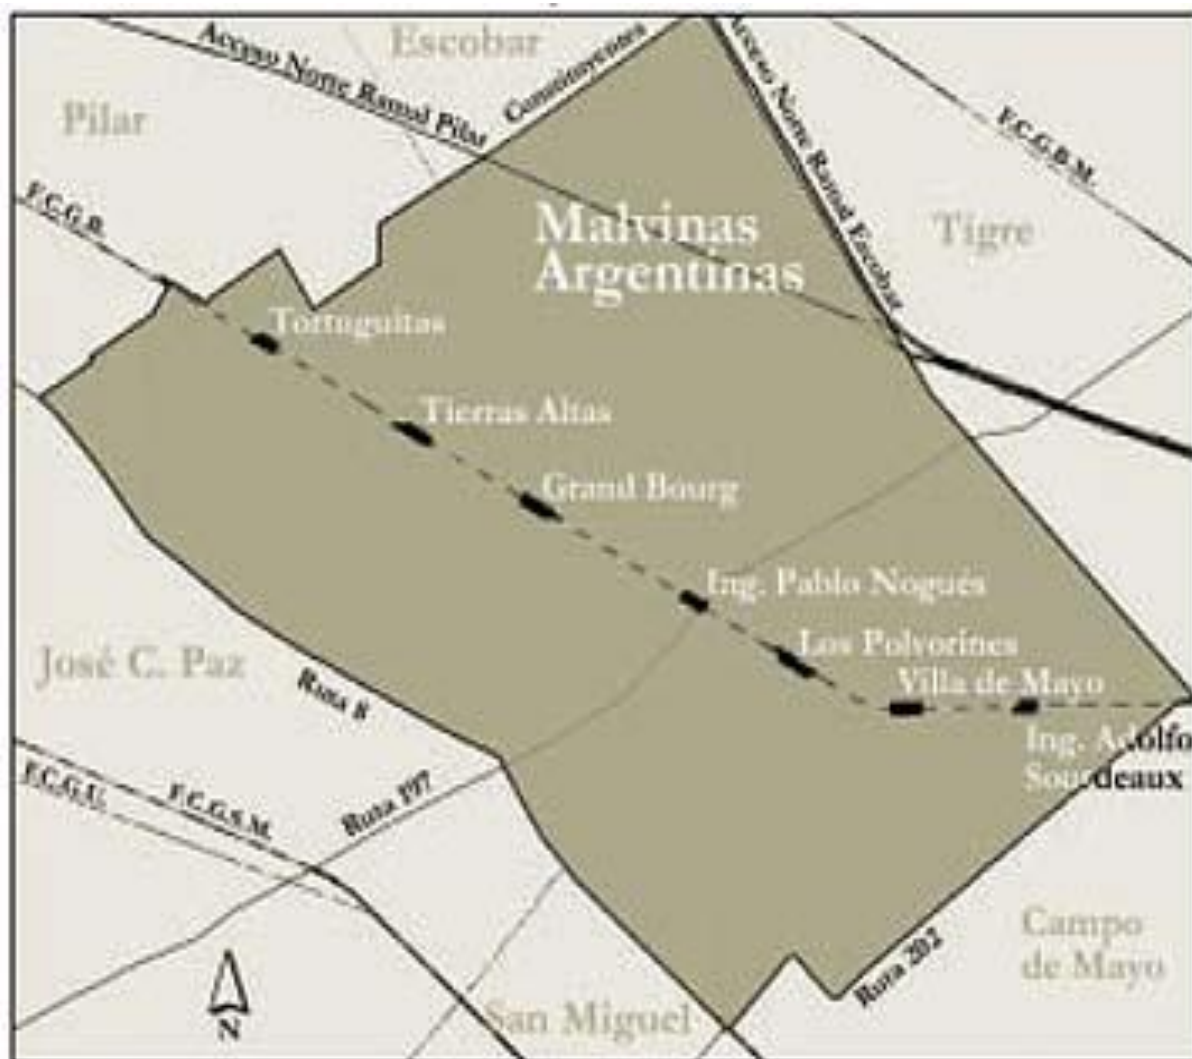 Escobar
Acceso Norte Ramal Pilar
Constituyentes
Acceso Norte Ramal Escobar
F.C.G.B.M.
Pilar
F.C.G.B.
Malvinas
Argentinas
Tigre
Tortuguitas
Tierras Altas
Grand Bourg
Ing. Pablo Nogués
Los Polvorines
Villa de Mayo
Ing. Adolfo
Sourdeaux
José C. Paz
Ruta 8
F.C.G.U.
F.C.G.S.M.
Ruta 197
Campo
de Mayo
Ruta 202
San Miguel
N